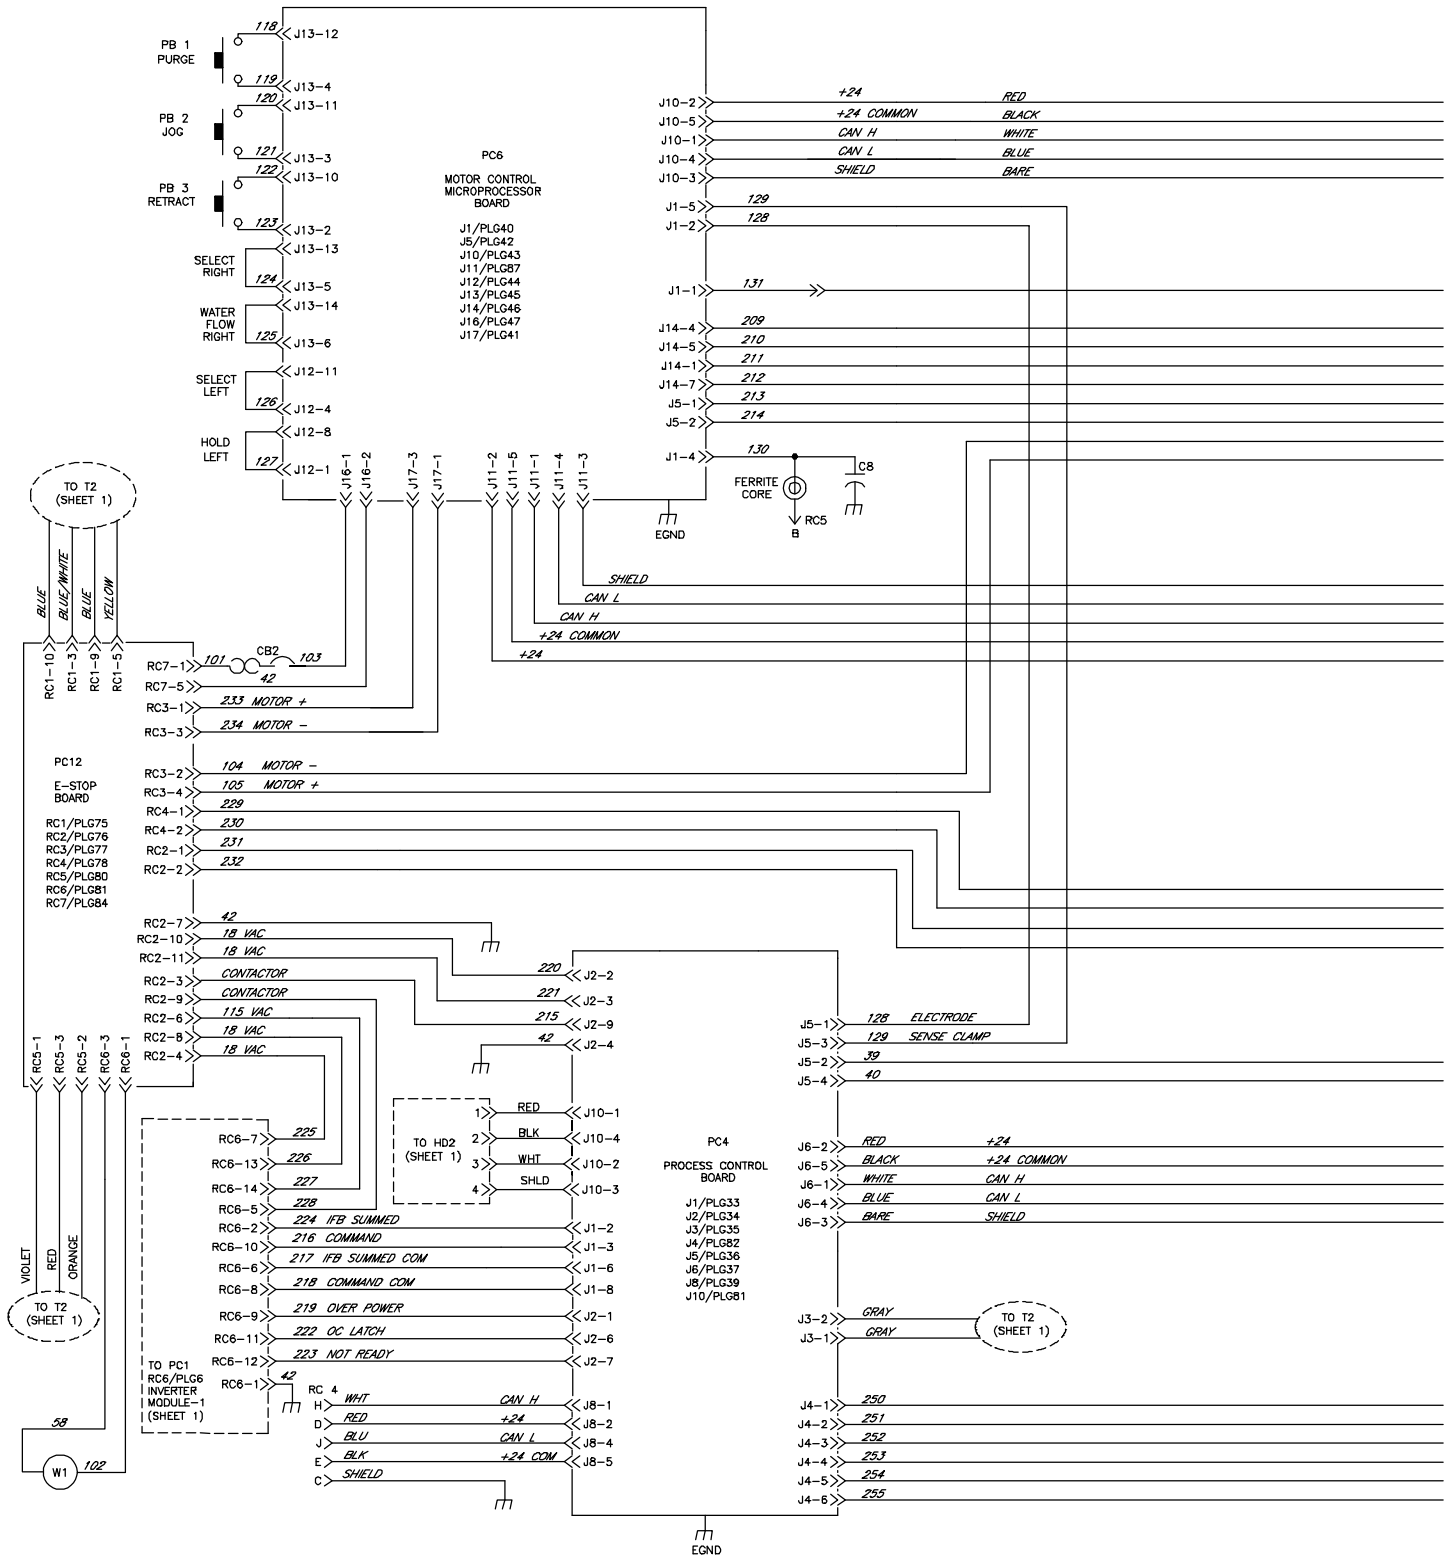 118
J13-12
PB 1
PURGE
119
J13-4
120
J13-11
PB 2
JOG
121
J13-3
122
J13-10
PB 3
RETRACT
123
J13-2
J13-13
SELECT
RIGHT
124
J13-5
J13-14
WATER
FLOW
RIGHT
125
J13-6
J12-11
SELECT
LEFT
126
J12-4
J12-8
HOLD
LEFT
127
J12-1
PC6
MOTOR CONTROL
MICROPROCESSOR
BOARD
J1/PLG40
J5/PLG42
J10/PLG43
J11/PLG87
J12/PLG44
J13/PLG45
J14/PLG46
J16/PLG47
J17/PLG41
J10-2 +24 RED
J10-5 +24 COMMON BLACK
J10-1 CAN H WHITE
J10-4 CAN L BLUE
J10-3 SHIELD BARE
J1-5 129
J1-2 128
J1-1 131
J14-4 209
J14-5 210
J14-1 211
J14-7 212
J5-1 213
J5-2 214
J1-4 130
C8
FERRITE
CORE
RC5
B
EGND
J16-1
J16-2
J17-3
J17-1
J11-2
J11-5
J11-1
J11-4
J11-3
SHIELD
CAN L
CAN H
+24 COMMON
+24
TO T2
(SHEET 1)
BLUE
BLUE/WHITE
BLUE
YELLOW
RC1-10
RC1-3
RC1-9
RC1-5
RC7-1 101 CB2 103
RC7-5 42
RC3-1 233 MOTOR +
RC3-3 234 MOTOR -
RC3-2 104 MOTOR -
RC3-4 105 MOTOR +
RC4-1 229
RC4-2 230
RC2-1 231
RC2-2 232
PC12
E-STOP
BOARD
RC1/PLG75
RC2/PLG76
RC3/PLG77
RC4/PLG78
RC5/PLG80
RC6/PLG81
RC7/PLG84
RC2-7 42
RC2-10 18 VAC
RC2-11 18 VAC
RC2-3 CONTACTOR
RC2-9 CONTACTOR
RC2-6 115 VAC
RC2-8 18 VAC
RC2-4 18 VAC
RC5-1
RC5-3
RC5-2
RC6-3
RC6-1
VIOLET
RED
ORANGE
TO T2
(SHEET 1)
58
W1
102
220 J2-2
221 J2-3
215 J2-9
42 J2-4
TO HD2
(SHEET 1)
1 RED J10-1
2 BLK J10-4
3 WHT J10-2
4 SHLD J10-3
RC6-7 225
RC6-13 226
RC6-14 227
RC6-5 228
RC6-2 224 IFB SUMMED J1-2
RC6-10 216 COMMAND J1-3
RC6-6 217 IFB SUMMED COM J1-6
RC6-8 218 COMMAND COM J1-8
RC6-9 219 OVER POWER J2-1
RC6-11 222 OC LATCH J2-6
RC6-12 223 NOT READY J2-7
RC6-1 42
TO PC1
RC6/PLG6
INVERTER
MODULE-1
(SHEET 1)
RC 4
H WHT CAN H J8-1
D RED +24 J8-2
J BLU CAN L J8-4
E BLK +24 COM J8-5
C SHIELD
PC4
PROCESS CONTROL
BOARD
J1/PLG33
J2/PLG34
J3/PLG35
J4/PLG82
J5/PLG36
J6/PLG37
J8/PLG39
J10/PLG81
J5-1 128 ELECTRODE
J5-3 129 SENSE CLAMP
J5-2 39
J5-4 40
J6-2 RED +24
J6-5 BLACK +24 COMMON
J6-1 WHITE CAN H
J6-4 BLUE CAN L
J6-3 BARE SHIELD
J3-2 GRAY
J3-1 GRAY
TO T2
(SHEET 1)
J4-1 250
J4-2 251
J4-3 252
J4-4 253
J4-5 254
J4-6 255
EGND